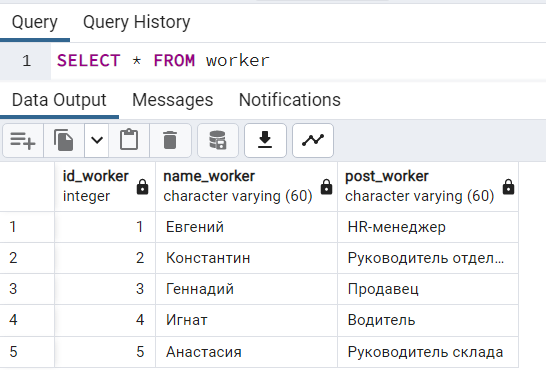 Query Query History
1 SELECT * FROM worker
Data Output Messages Notifications
id_worker name_worker post_worker
integer character varying (60) character varying (60)
1 1 Евгений HR-менеджер
2 2 Константин Руководитель отдел...
3 3 Геннадий Продавец
4 4 Игнат Водитель
5 5 Анастасия Руководитель склада